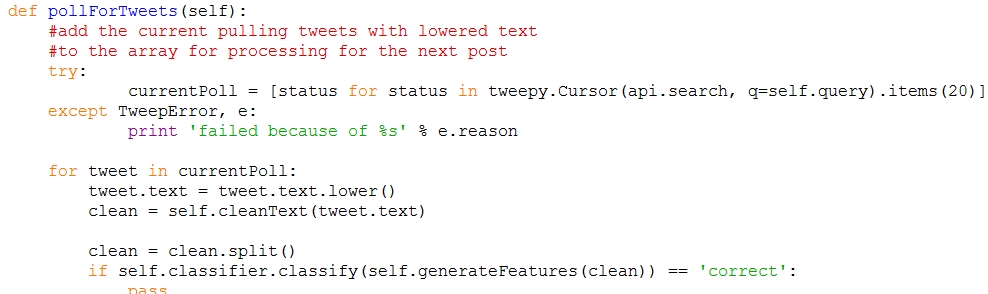 def pollForTweets(self):
    #add the current pulling tweets with lowered text
    #to the array for processing for the next post
    try:
            currentPoll = [status for status in tweepy.Cursor(api.search, q=self.query).items(20)]
    except TweepError, e:
            print 'failed because of %s' % e.reason

    for tweet in currentPoll:
        tweet.text = tweet.text.lower()
        clean = self.cleanText(tweet.text)

        clean = clean.split()
        if self.classifier.classify(self.generateFeatures(clean)) == 'correct':
            pass